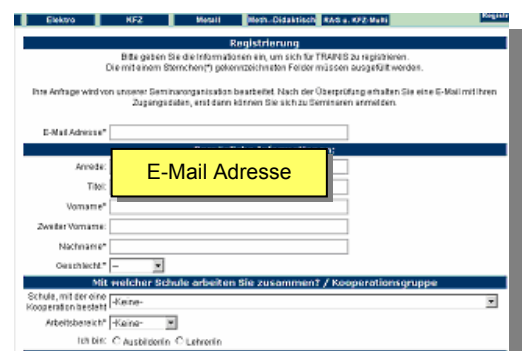 Elektro KFZ Metall Meth.-Didaktisch RAG u. KFZ-Multi Registr
Registrierung
Bitte geben Sie die Informationen ein, um sich für TRAINIS zu registrieren.
Die mit einem Sternchen(*) gekennzeichneten Felder müssen ausgefüllt werden.
Ihre Anfrage wird von unserer Seminarorganisation bearbeitet. Nach der Überprüfung erhalten Sie eine E-Mail mit Ihren
Zugangsdaten, erst dann können Sie sich zu Seminaren anmelden.
E-Mail Adresse*
Anrede:
E-Mail Adresse
Titel:
Vorname*
Zweiter Vorname:
Nachname*
Geschlecht:* --
Mit welcher Schule arbeiten Sie zusammen? / Kooperationsgruppe
Schule, mit der eine
Kooperation besteht -Keine-
Arbeitsbereich* -Keine-
Ich bin: AusbilderIn LehrerIn